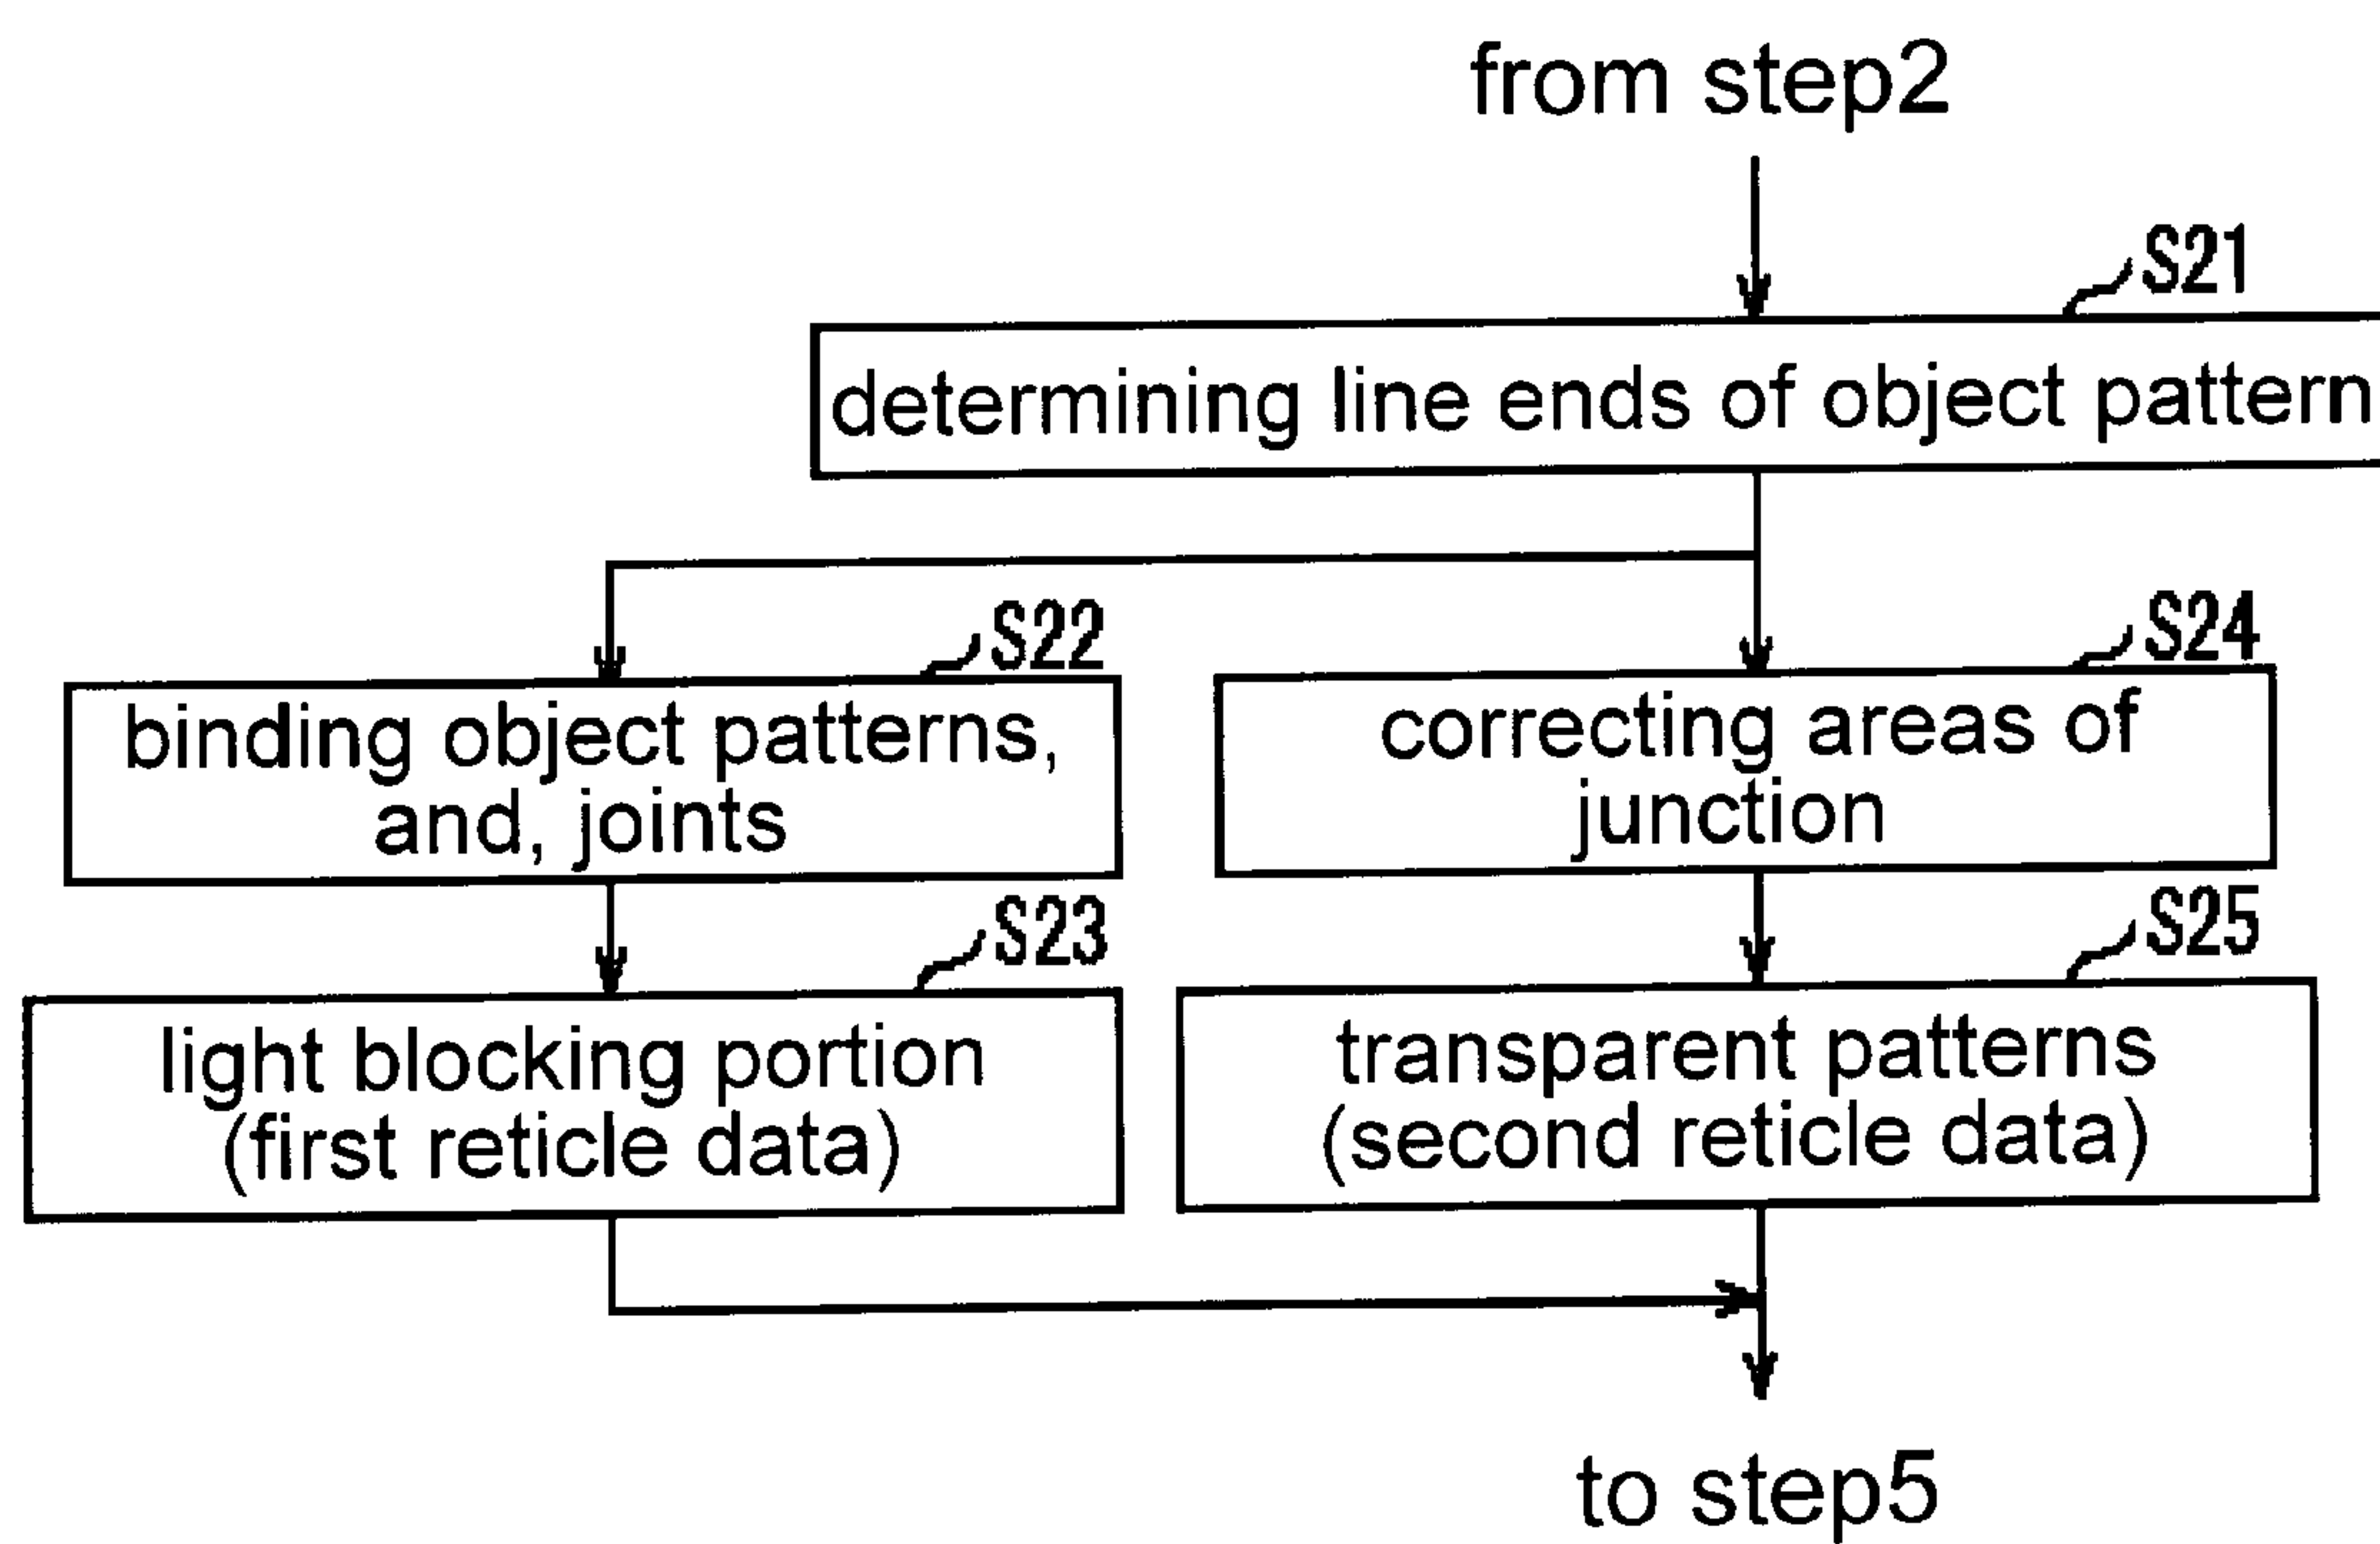 from step2
S21
determining line ends of object pattern
S22
binding object patterns,
and, joints
S24
correcting areas of
junction
S23
light blocking portion
(first reticle data)
S25
transparent patterns
(second reticle data)
to step5